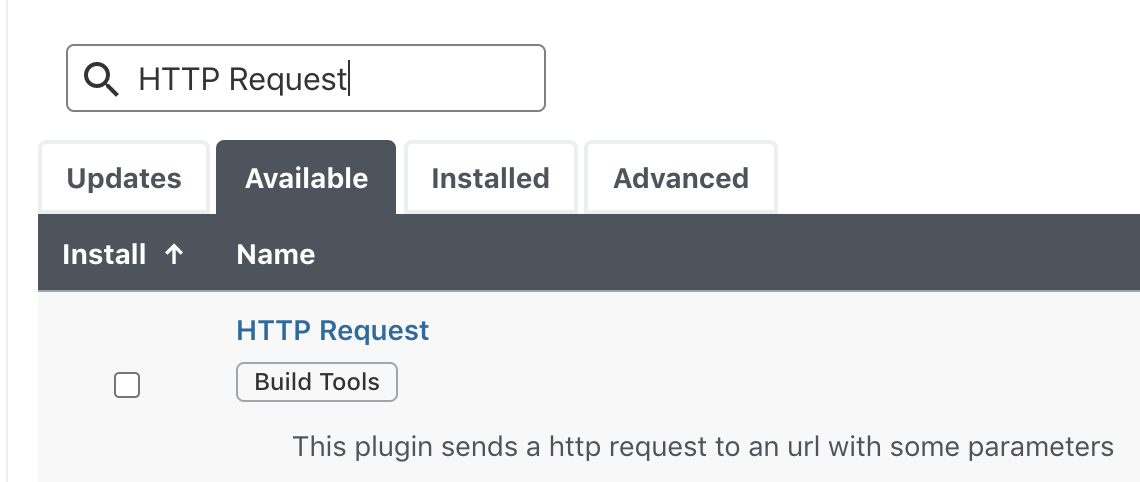 HTTP Request
Updates Available Installed Advanced
Install ↑ Name
HTTP Request
Build Tools
This plugin sends a http request to an url with some parameters